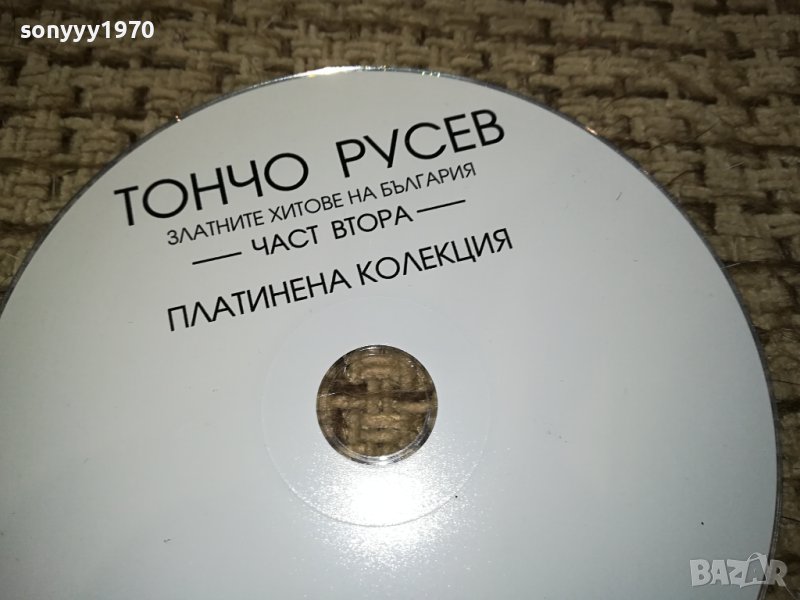 sonyyy1970
ТОНЧО РУСЕВ
ЗЛАТНИТЕ ХИТОВЕ НА БЪЛГАРИЯ
— ЧАСТ ВТОРА —
ПЛАТИНЕНА КОЛЕКЦИЯ
BAZAR